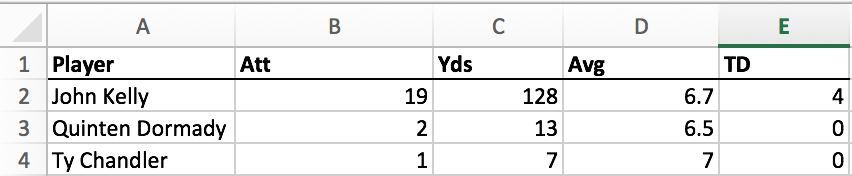 A B C D E
1 Player Att Yds Avg TD
2 John Kelly 19 128 6.7 4
3 Quinten Dormady 2 13 6.5 0
4 Ty Chandler 1 7 7 0